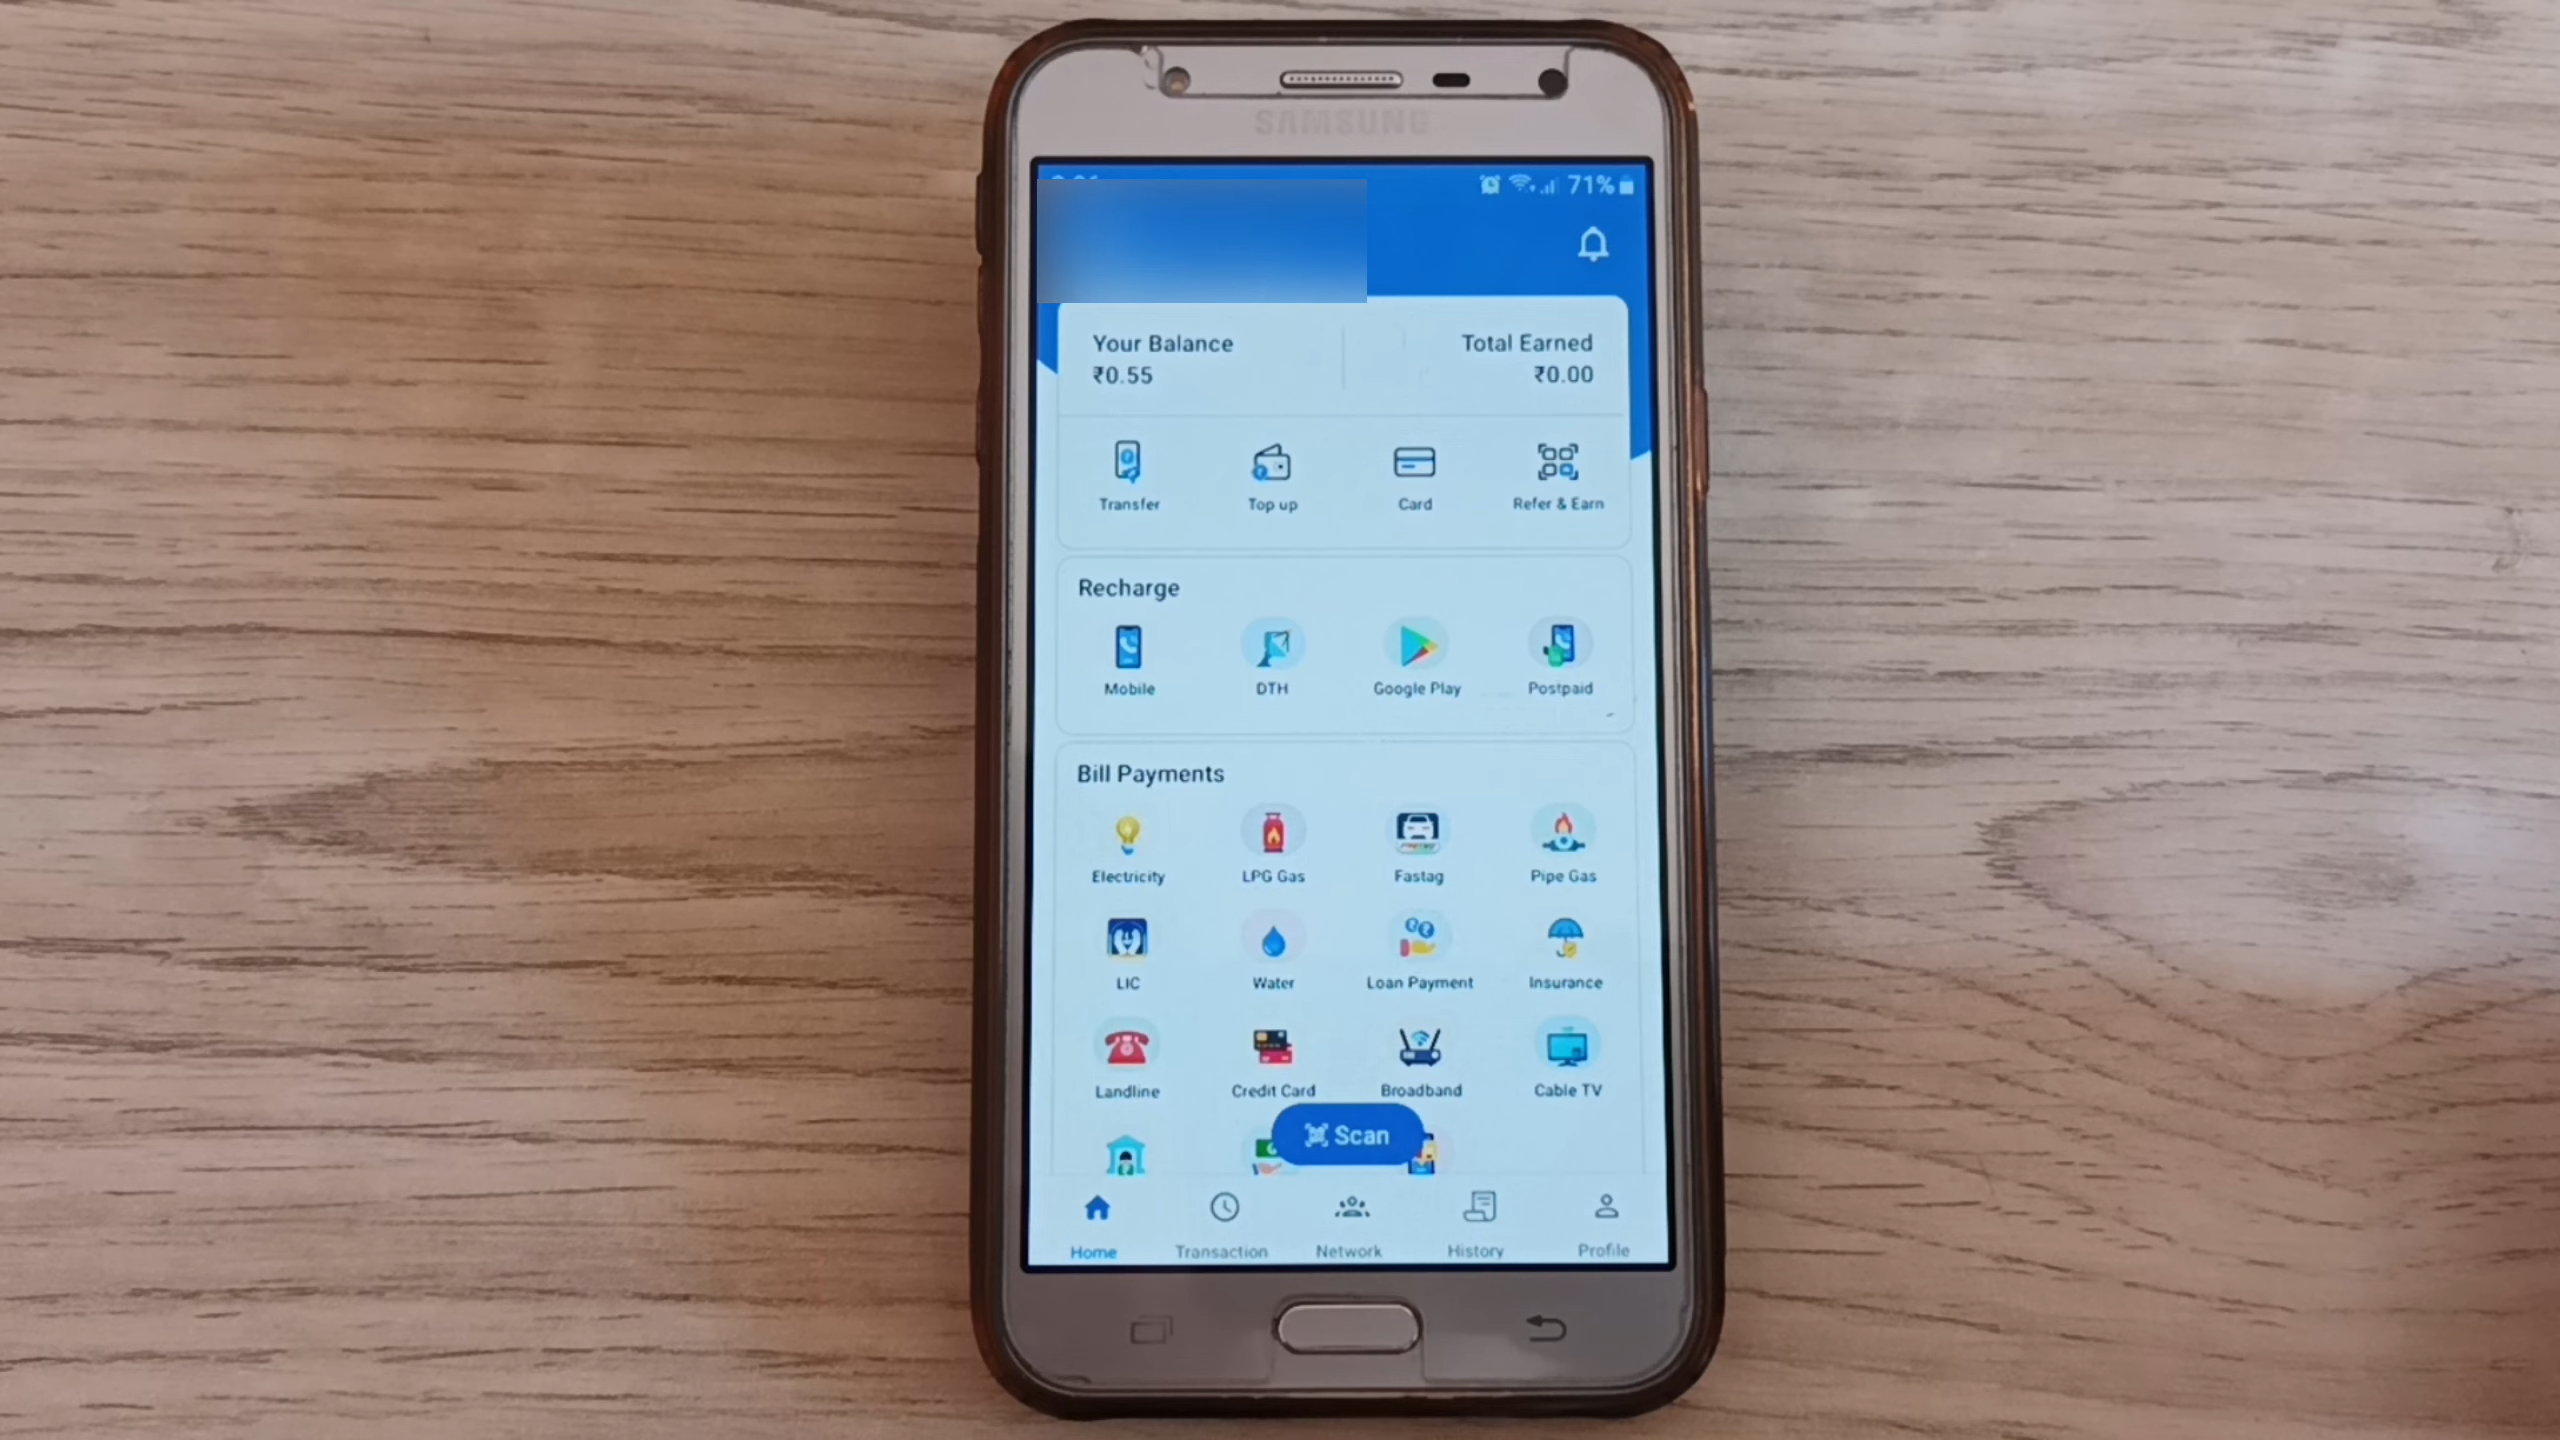 SAMSUNG
71%
Your Balance
Total Earned
₹0.55
₹0.00
Transfer
Top up
Card
Refer & Earn
Recharge
Mobile
DTH
Google Play
Postpaid
Bill Payments
Electricity
LPG Gas
Fastag
Pipe Gas
LIC
Water
Loan Payment
Insurance
Landline
Credit Card
Broadband
Cable TV
Scan
Home
Transaction
Network
History
Profile